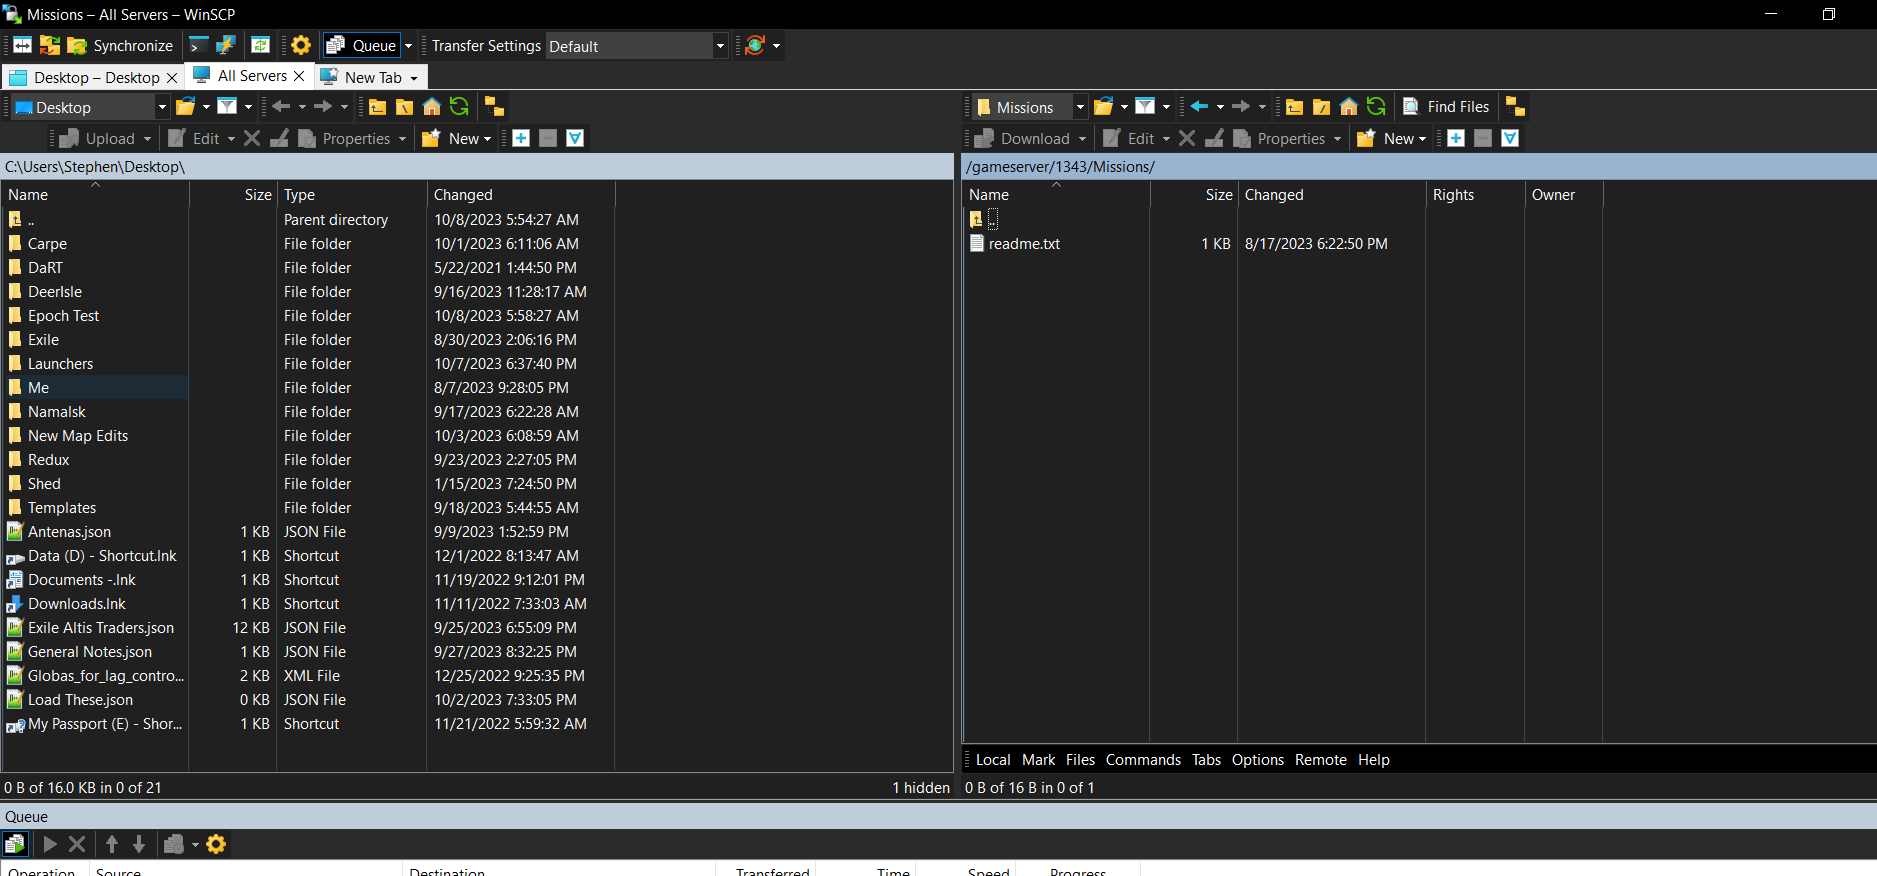 Missions – All Servers – WinSCP
Synchronize Queue Transfer Settings Default
Desktop – Desktop All Servers New Tab
Desktop
Upload Edit Properties New
C:\Users\Stephen\Desktop\
Name Size Type Changed
.. Parent directory 10/8/2023 5:54:27 AM
Carpe File folder 10/1/2023 6:11:06 AM
DaRT File folder 5/22/2021 1:44:50 PM
DeerIsle File folder 9/16/2023 11:28:17 AM
Epoch Test File folder 10/8/2023 5:58:27 AM
Exile File folder 8/30/2023 2:06:16 PM
Launchers File folder 10/7/2023 6:37:40 PM
Me File folder 8/7/2023 9:28:05 PM
Namalsk File folder 9/17/2023 6:22:28 AM
New Map Edits File folder 10/3/2023 6:08:59 AM
Redux File folder 9/23/2023 2:27:05 PM
Shed File folder 1/15/2023 7:24:50 PM
Templates File folder 9/18/2023 5:44:55 AM
Antenas.json 1 KB JSON File 9/9/2023 1:52:59 PM
Data (D) - Shortcut.lnk 1 KB Shortcut 12/1/2022 8:13:47 AM
Documents -.lnk 1 KB Shortcut 11/19/2022 9:12:01 PM
Downloads.lnk 1 KB Shortcut 11/11/2022 7:33:03 AM
Exile Altis Traders.json 12 KB JSON File 9/25/2023 6:55:09 PM
General Notes.json 1 KB JSON File 9/27/2023 8:32:25 PM
Globas_for_lag_contro... 2 KB XML File 12/25/2022 9:25:35 PM
Load These.json 0 KB JSON File 10/2/2023 7:33:05 PM
My Passport (E) - Shor... 1 KB Shortcut 11/21/2022 5:59:32 AM
0 B of 16.0 KB in 0 of 21 1 hidden
Missions Find Files
Download Edit Properties New
/gameserver/1343/Missions/
Name Size Changed Rights Owner
..
readme.txt 1 KB 8/17/2023 6:22:50 PM
Local Mark Files Commands Tabs Options Remote Help
0 B of 16 B in 0 of 1
Queue
Operation Source Destination Transferred Time Speed Progress